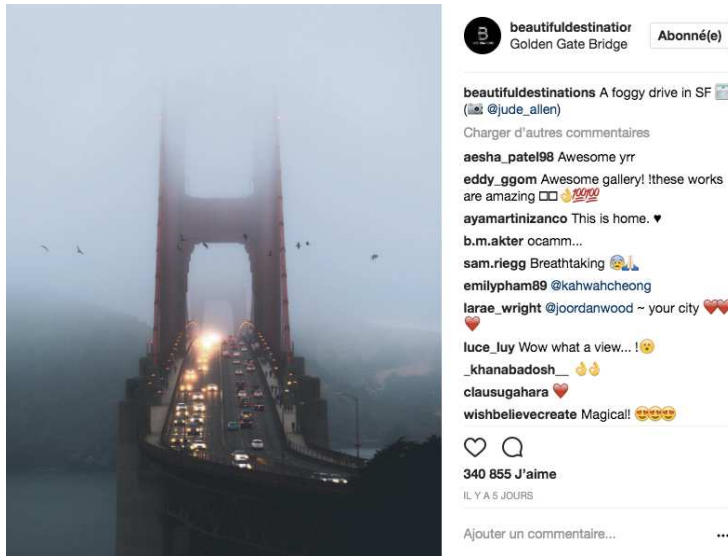 beautifuldestination
Golden Gate Bridge
Abonné(e)
beautifuldestinations A foggy drive in SF
(📷 @jude_allen)
Charger d'autres commentaires
aesha_patel98 Awesome yrr
eddy_ggom Awesome gallery! !these works
are amazing 👌💯💯
ayamartinizanco This is home. ♥
b.m.akter ocamm...
sam.riegg Breathtaking 😰🙏🏻
emilypham89 @kahwahcheong
larae_wright @joordanwood ~ your city ❤️❤️
❤️
luce_luy Wow what a view... !😮
_khanabadosh__ 👌👌
clausugahara ❤️
wishbelievecreate Magical! 😍😍😍
340 855 J'aime
IL Y A 5 JOURS
Ajouter un commentaire...